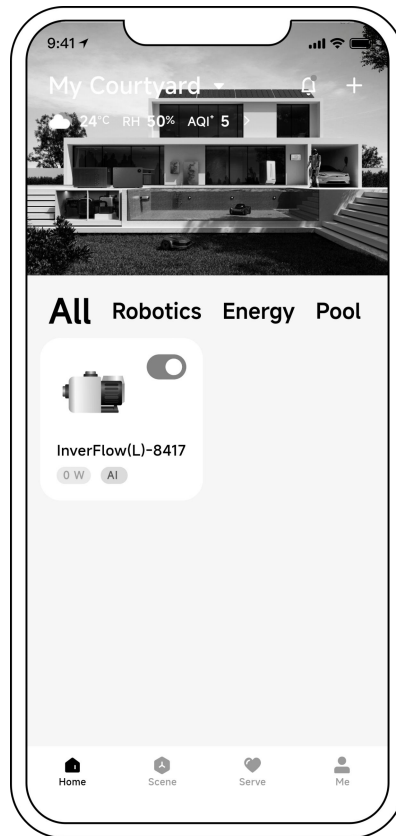 9:41
My Courtyard
24°C RH 50% AQI* 5
All Robotics Energy Pool
InverFlow(L)-8417
0 W AI
Home Scene Serve Me